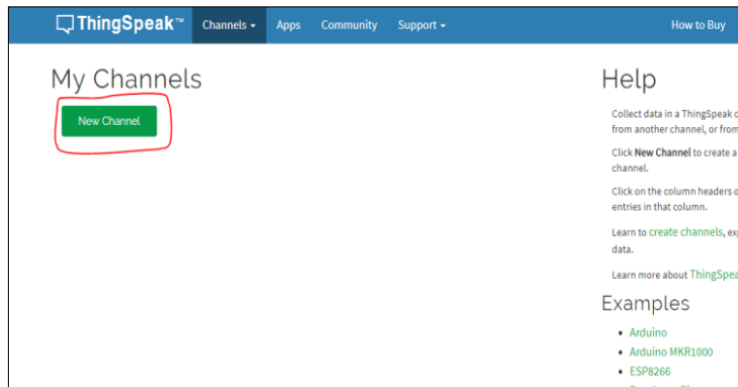 ThingSpeak™ Channels Apps Community Support How to Buy
My Channels
New Channel
Help
Collect data in a ThingSpeak
from another channel, or from
Click New Channel to create a
channel.
Click on the column headers
entries in that column.
Learn to create channels,
data.
Learn more about
Examples
Arduino
Arduino MKR1000
ESP8266